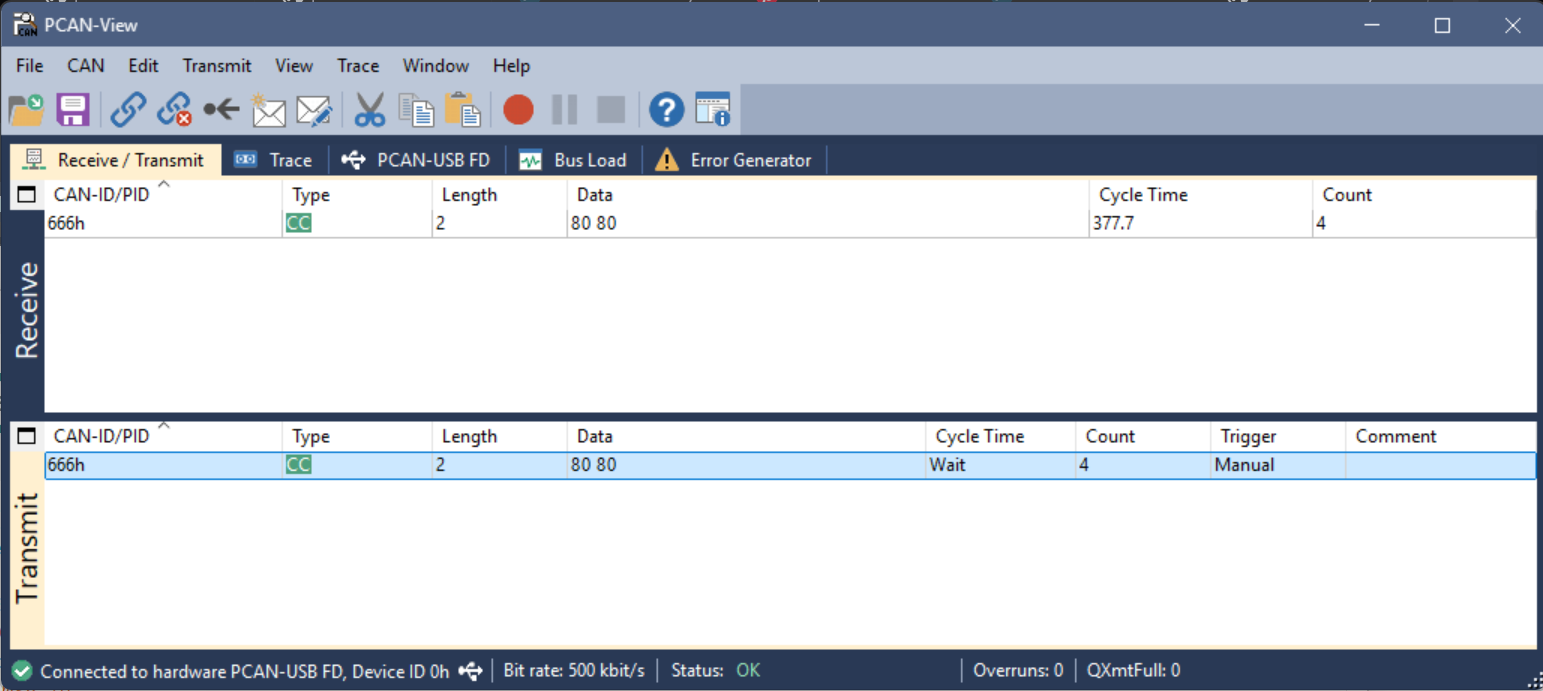 PCAN-View
File CAN Edit Transmit View Trace Window Help
Receive / Transmit Trace PCAN-USB FD Bus Load Error Generator
CAN-ID/PID Type Length Data Cycle Time Count
666h CC 2 80 80 377.7 4
Receive
CAN-ID/PID Type Length Data Cycle Time Count Trigger Comment
666h CC 2 80 80 Wait 4 Manual
Transmit
Connected to hardware PCAN-USB FD, Device ID 0h Bit rate: 500 kbit/s Status: OK Overruns: 0 QXmtFull: 0